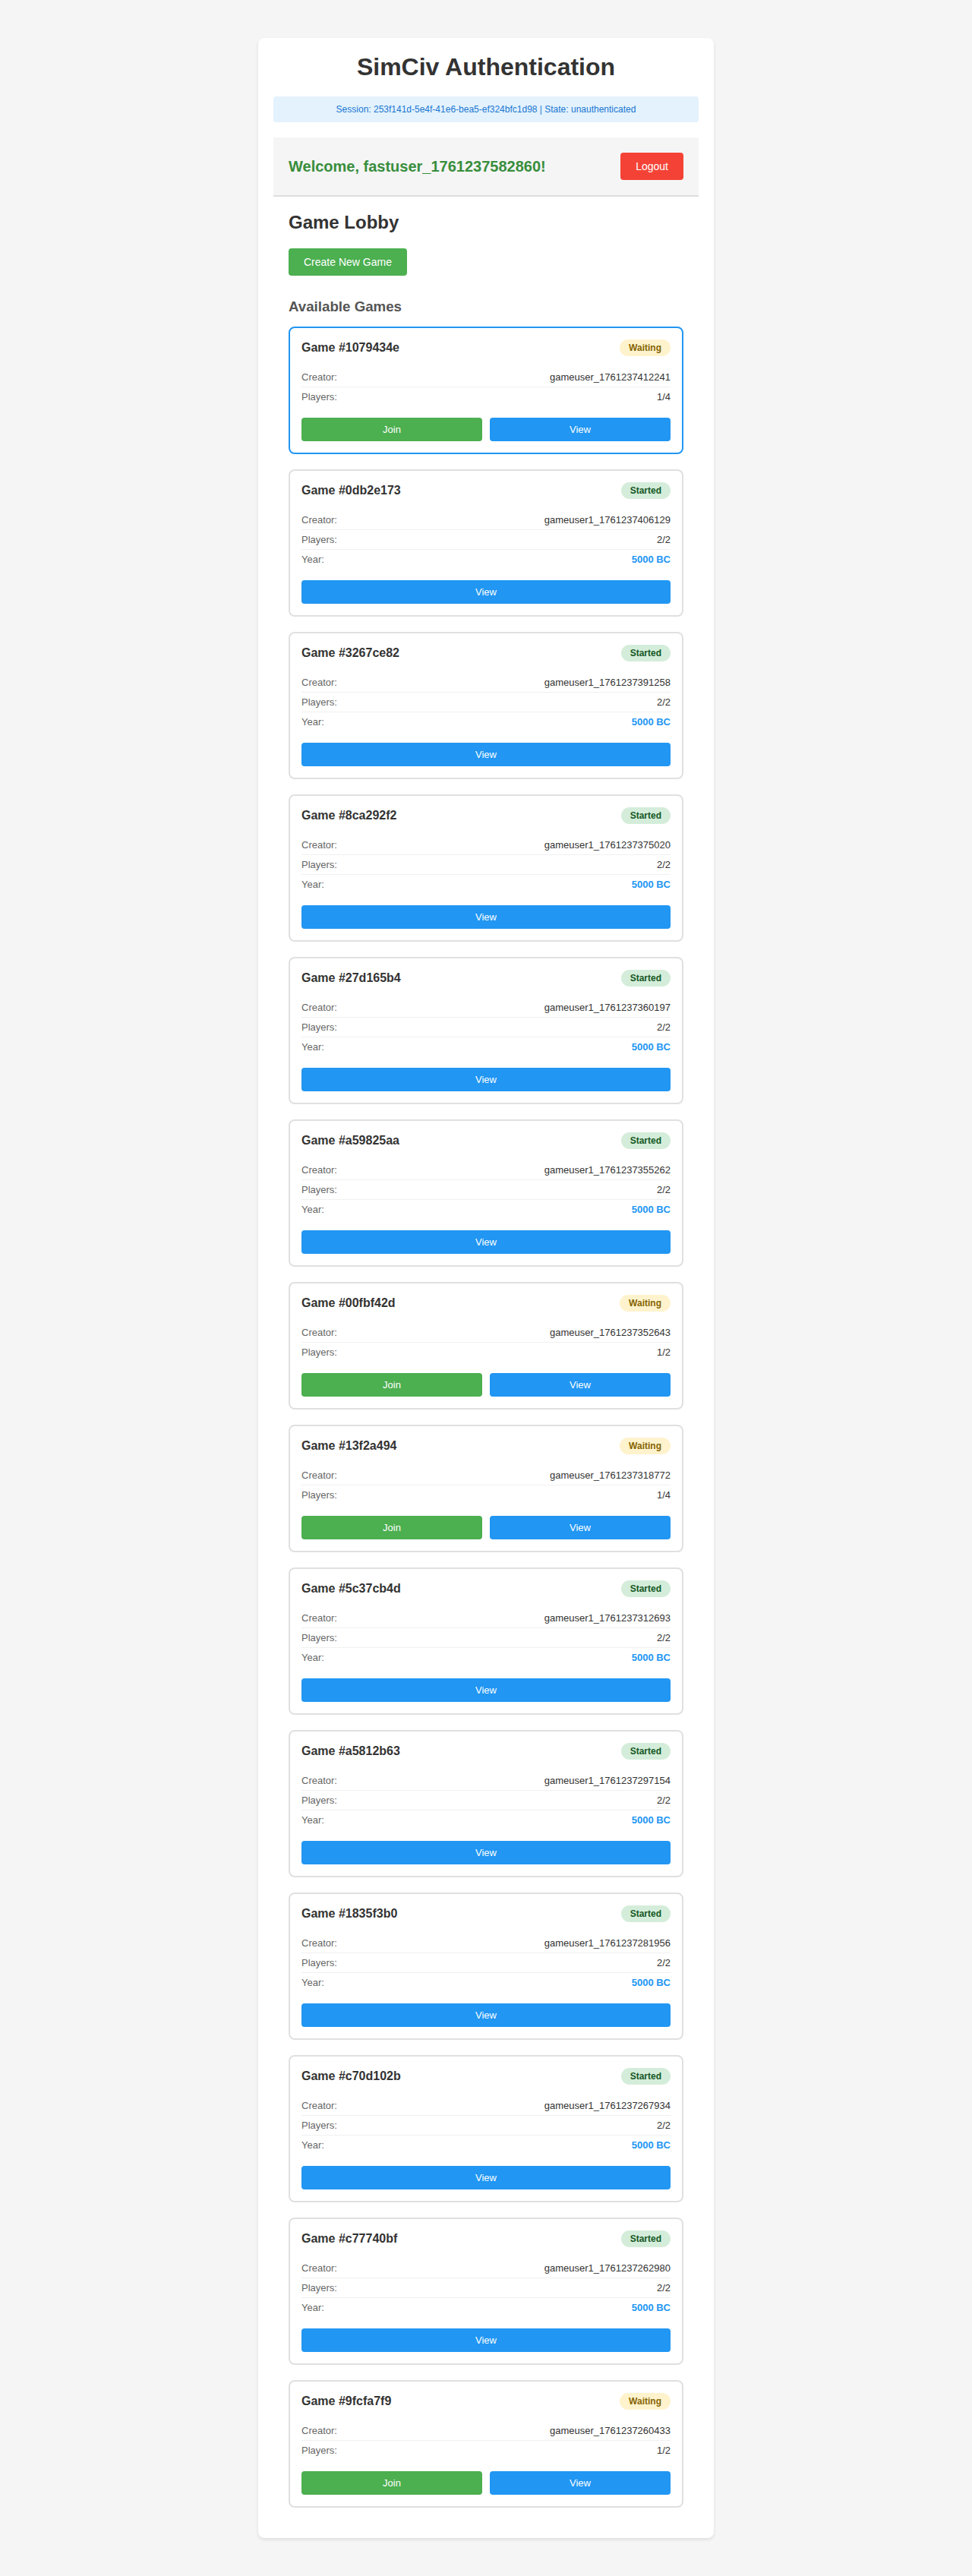 SimCiv Authentication
Session: 253f141d-5e4f-41e6-bea5-ef324bfc1d98 | State: unauthenticated
Welcome, fastuser_1761237582860!
Logout
Game Lobby
Create New Game
Available Games
Game #1079434e
Waiting
Creator: gameuser_1761237412241
Players: 1/4
Join View
Game #0db2e173
Started
Creator: gameuser1_1761237406129
Players: 2/2
Year: 5000 BC
View
Game #3267ce82
Started
Creator: gameuser1_1761237391258
Players: 2/2
Year: 5000 BC
View
Game #8ca292f2
Started
Creator: gameuser1_1761237375020
Players: 2/2
Year: 5000 BC
View
Game #27d165b4
Started
Creator: gameuser1_1761237360197
Players: 2/2
Year: 5000 BC
View
Game #a59825aa
Started
Creator: gameuser1_1761237355262
Players: 2/2
Year: 5000 BC
View
Game #00fbf42d
Waiting
Creator: gameuser_1761237352643
Players: 1/2
Join View
Game #13f2a494
Waiting
Creator: gameuser_1761237318772
Players: 1/4
Join View
Game #5c37cb4d
Started
Creator: gameuser1_1761237312693
Players: 2/2
Year: 5000 BC
View
Game #a5812b63
Started
Creator: gameuser1_1761237297154
Players: 2/2
Year: 5000 BC
View
Game #1835f3b0
Started
Creator: gameuser1_1761237281956
Players: 2/2
Year: 5000 BC
View
Game #c70d102b
Started
Creator: gameuser1_1761237267934
Players: 2/2
Year: 5000 BC
View
Game #c77740bf
Started
Creator: gameuser1_1761237262980
Players: 2/2
Year: 5000 BC
View
Game #9fcfa7f9
Waiting
Creator: gameuser_1761237260433
Players: 1/2
Join View